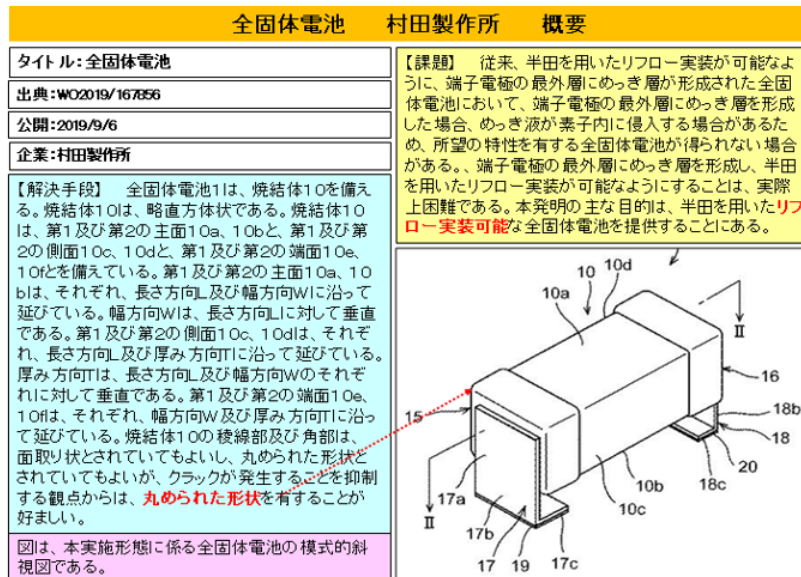 全固体電池　村田製作所　概要
タイトル：全固体電池
出典：WO2019/167856
公開：2019/9/6
企業：村田製作所
【解決手段】　全固体電池1は、焼結体10を備え
る。焼結体10は、略直方体状である。焼結体10
は、第1及び第2の主面10a、10bと、第1及び第
2の側面10c、10dと、第1及び第2の端面10e、
10fとを備えている。第1及び第2の主面10a、10
bは、それぞれ、長さ方向L及び幅方向Wに沿って
延びている。幅方向Wは、長さ方向Lに対して垂直
である。第1及び第2の側面10c、10dは、それぞ
れ、長さ方向L及び厚み方向Tに沿って延びている。
厚み方向Tは、長さ方向L及び幅方向Wのそれぞ
れに対して垂直である。第1及び第2の端面10e、
10fは、それぞれ、幅方向W及び厚み方向Tに沿っ
て延びている。焼結体10の稜線部及び角部は、
面取り状とされていてもよいし、丸められた形状と
されていてもよいが、クラックが発生することを抑制
する観点からは、丸められた形状を有することが
好ましい。
図は、本実施形態に係る全固体電池の模式的斜
視図である。
【課題】　従来、半田を用いたリフロー実装が可能なよ
うに、端子電極の最外層にめっき層が形成された全固
体電池において、端子電極の最外層にめっき層を形成
した場合、めっき液が素子内に侵入する場合があるた
め、所望の特性を有する全固体電池が得られない場合
がある。、端子電極の最外層にめっき層を形成し、半田
を用いたリフロー実装が可能なようにすることは、実際
上困難である。本発明の主な目的は、半田を用いたリフ
ロー実装可能な全固体電池を提供することにある。
10
10d
10a
II
16
15
18b
18
20
18c
10b
10c
17a
17b
II
17
19
17c